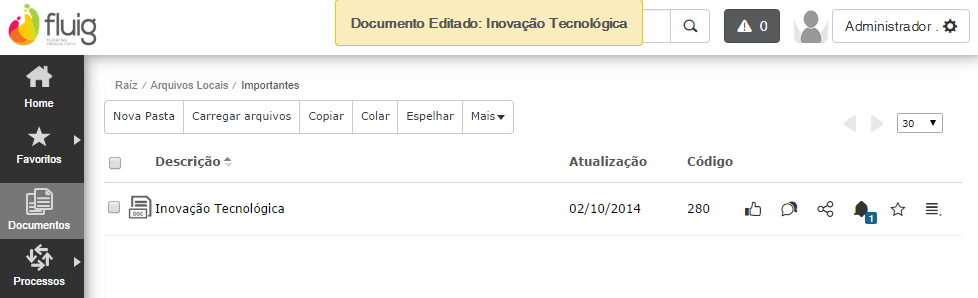 fluig
Documento Editado: Inovação Tecnológica
0
Administrador .
Home
Favoritos
Documentos
Processos
Raíz / Arquivos Locais / Importantes
Nova Pasta Carregar arquivos Copiar Colar Espelhar Mais
30
Descrição Atualização Código
DOC Inovação Tecnológica 02/10/2014 280 1